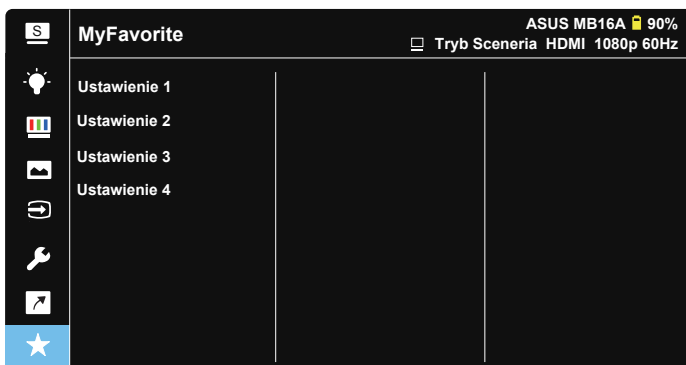 S
MyFavorite
ASUS MB16A 90%
Tryb Sceneria HDMI 1080p 60Hz
Ustawienie 1
Ustawienie 2
Ustawienie 3
Ustawienie 4